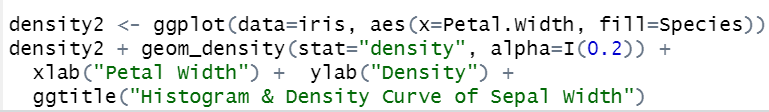 density2 <- ggplot(data=iris, aes(x=Petal.Width, fill=Species))
density2 + geom_density(stat="density", alpha=I(0.2)) +
xlab("Petal Width") +  ylab("Density") +
ggtitle("Histogram & Density Curve of Sepal Width")